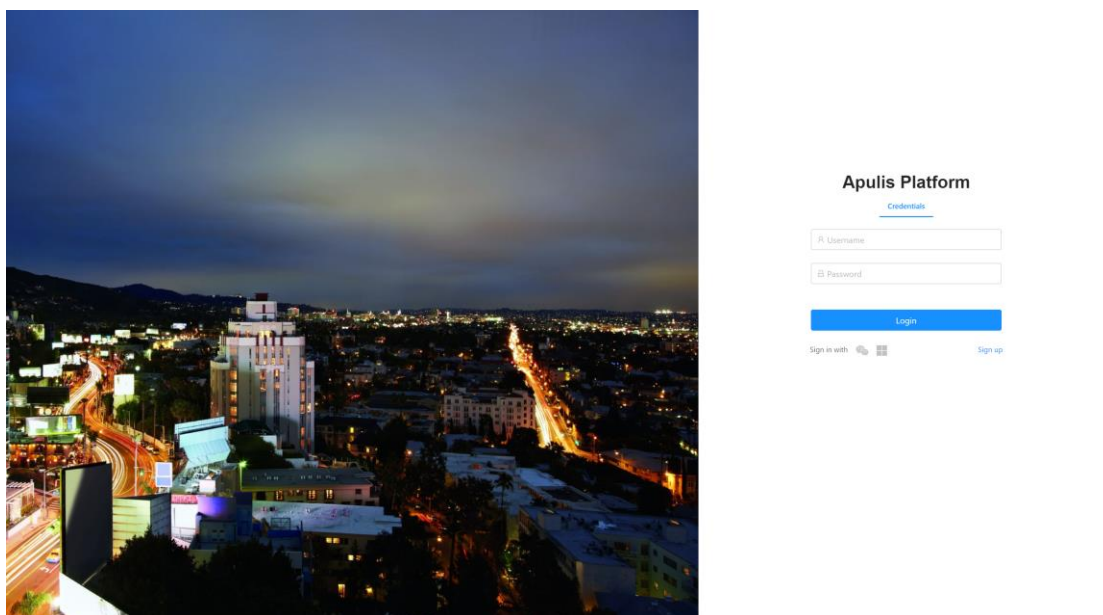 Apulis Platform
Credentials
Username
Password
Login
Sign in with
Sign up